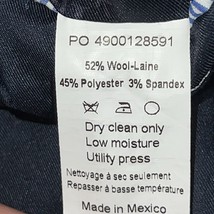 PO 4900128591
52% Wool-Laine
45% Polyester 3% Spandex
Dry clean only
Low moisture
Utility press
Nettoyage à sec seulement
Repasser à basse température
Made in Mexico